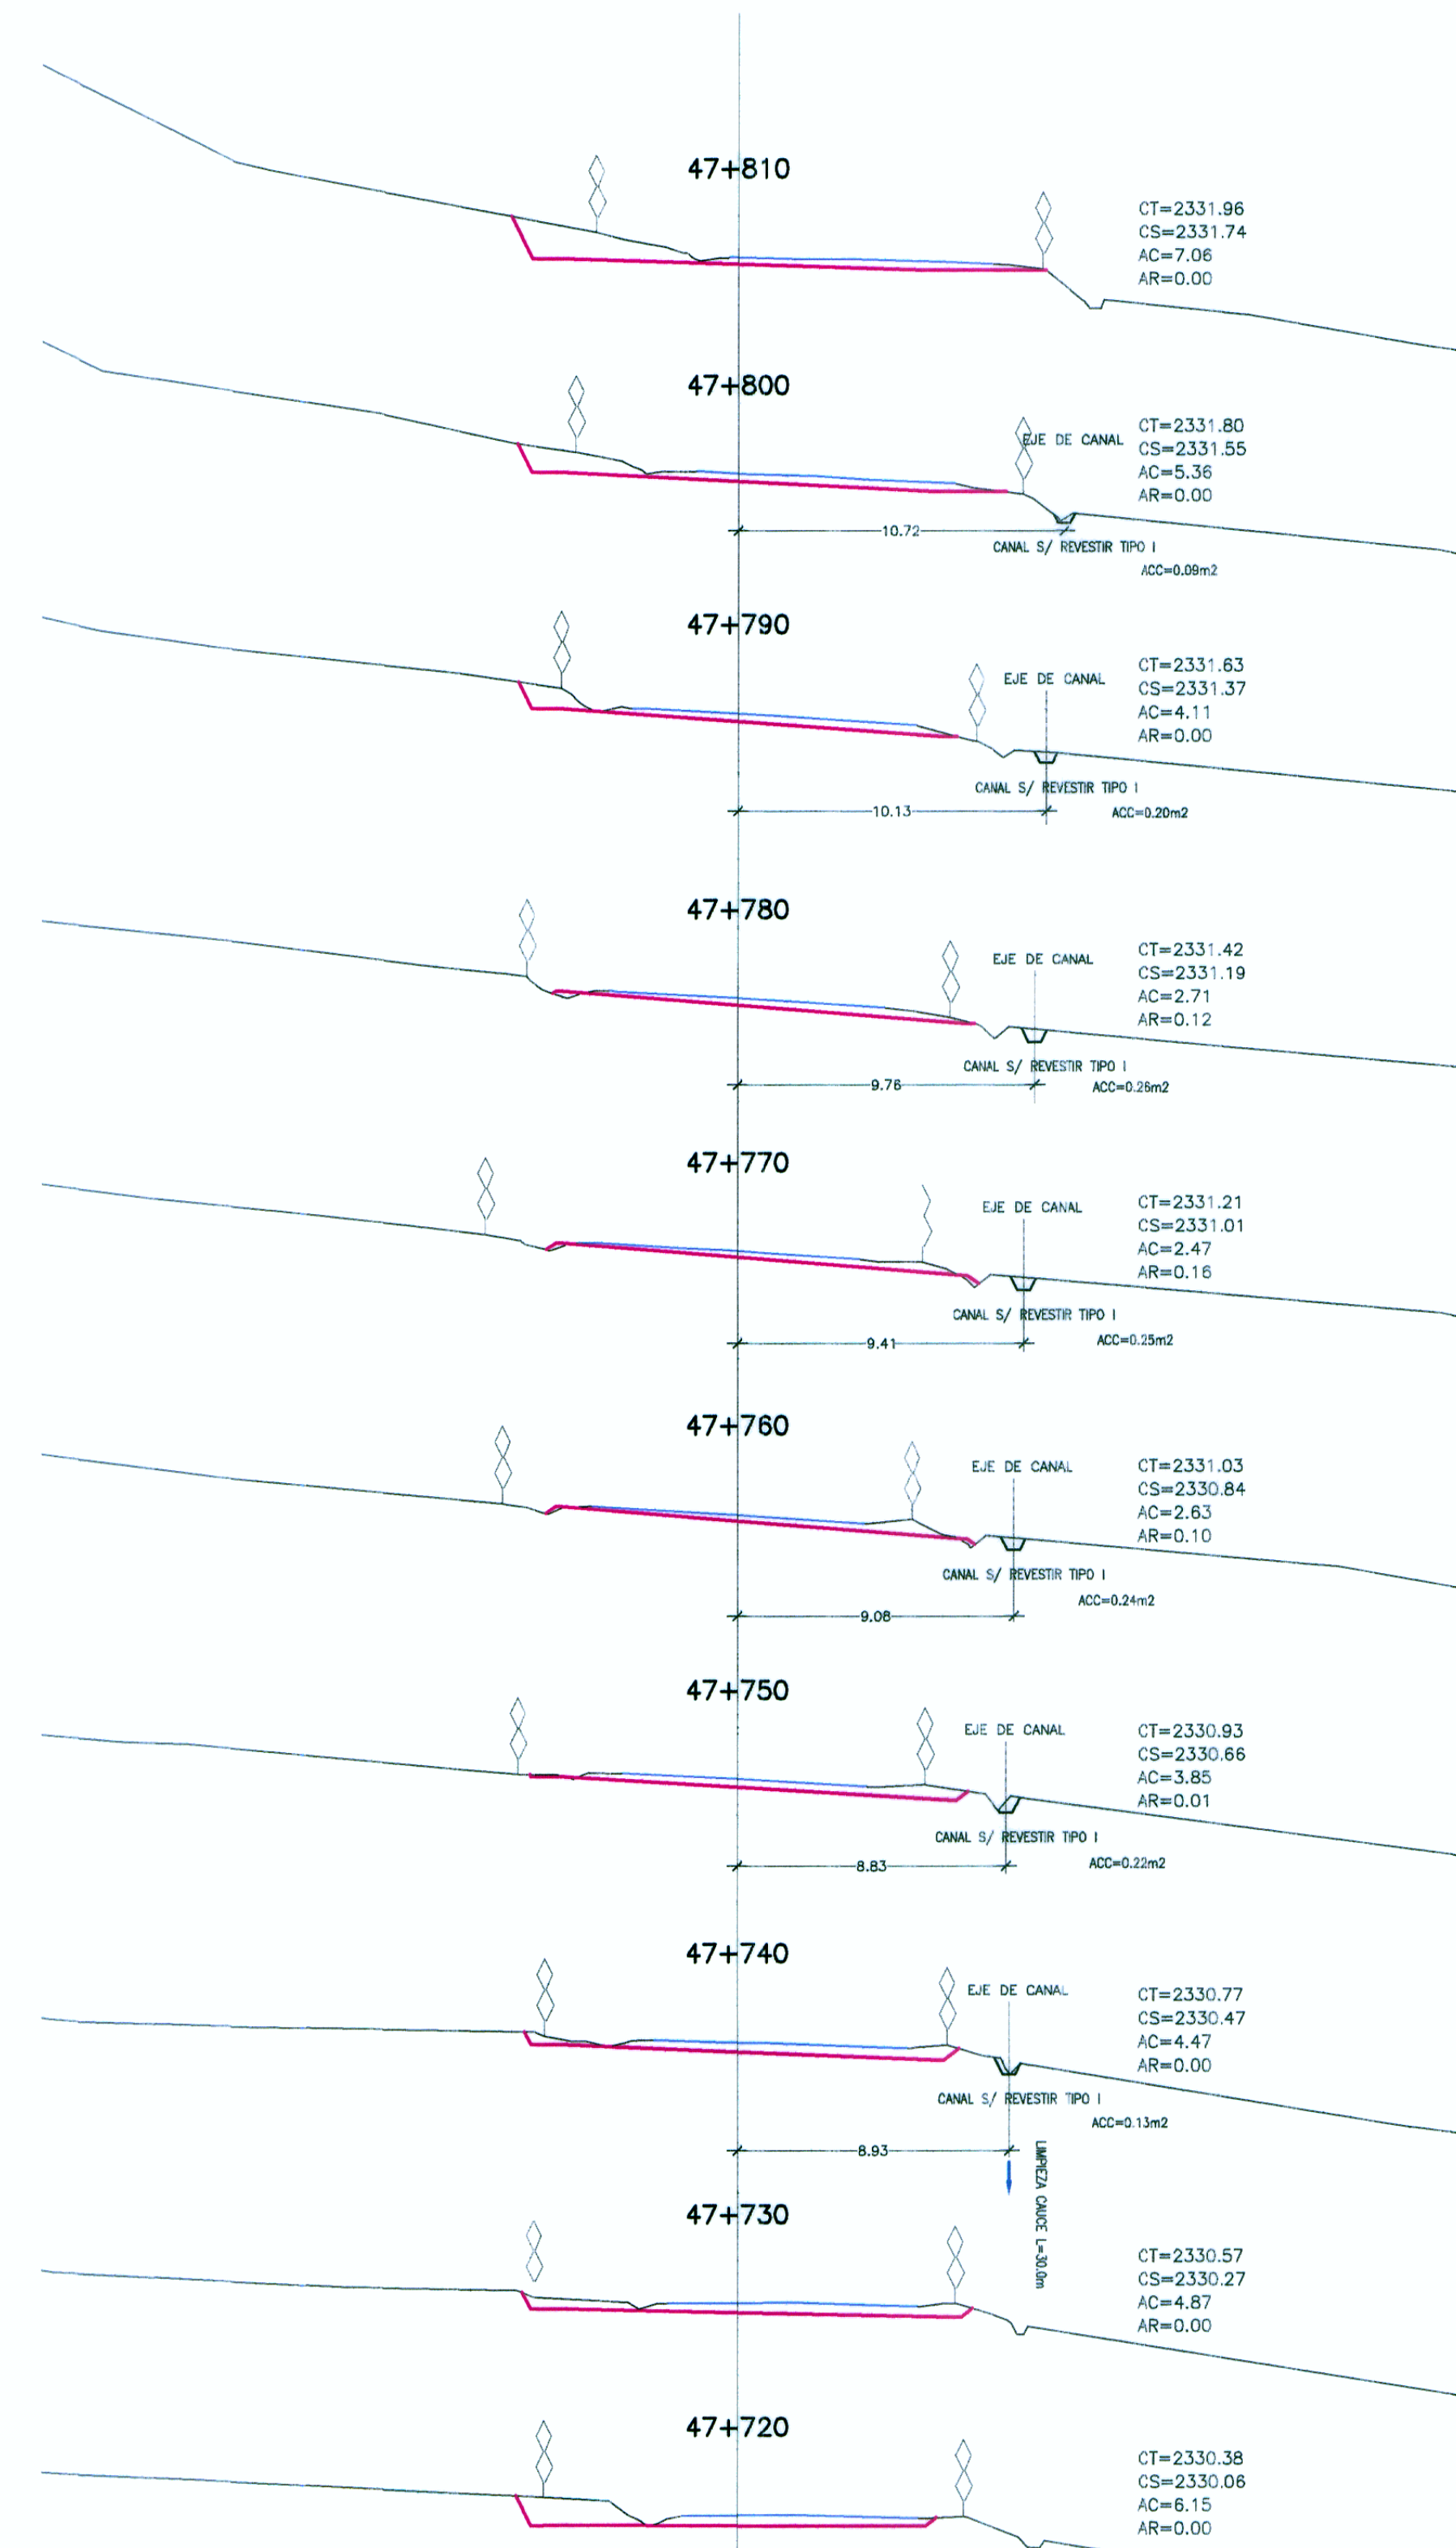 47+810
CT=2331.96
CS=2331.74
AC=7.06
AR=0.00
47+800
EJE DE CANAL
CT=2331.80
CS=2331.55
AC=5.36
AR=0.00
10.72
CANAL S/ REVESTIR TIPO I
ACC=0.09m2
47+790
EJE DE CANAL
CT=2331.63
CS=2331.37
AC=4.11
AR=0.00
CANAL S/ REVESTIR TIPO I
10.13
ACC=0.20m2
47+780
EJE DE CANAL
CT=2331.42
CS=2331.19
AC=2.71
AR=0.12
CANAL S/ REVESTIR TIPO I
9.76
ACC=0.26m2
47+770
EJE DE CANAL
CT=2331.21
CS=2331.01
AC=2.47
AR=0.16
CANAL S/ REVESTIR TIPO I
9.41
ACC=0.25m2
47+760
EJE DE CANAL
CT=2331.03
CS=2330.84
AC=2.63
AR=0.10
CANAL S/ REVESTIR TIPO I
ACC=0.24m2
9.08
47+750
EJE DE CANAL
CT=2330.93
CS=2330.66
AC=3.85
AR=0.01
CANAL S/ REVESTIR TIPO I
8.83
ACC=0.22m2
47+740
EJE DE CANAL
CT=2330.77
CS=2330.47
AC=4.47
AR=0.00
CANAL S/ REVESTIR TIPO I
ACC=0.13m2
8.93
LIMPIEZA CAUCE L=30.0m
47+730
CT=2330.57
CS=2330.27
AC=4.87
AR=0.00
47+720
CT=2330.38
CS=2330.06
AC=6.15
AR=0.00